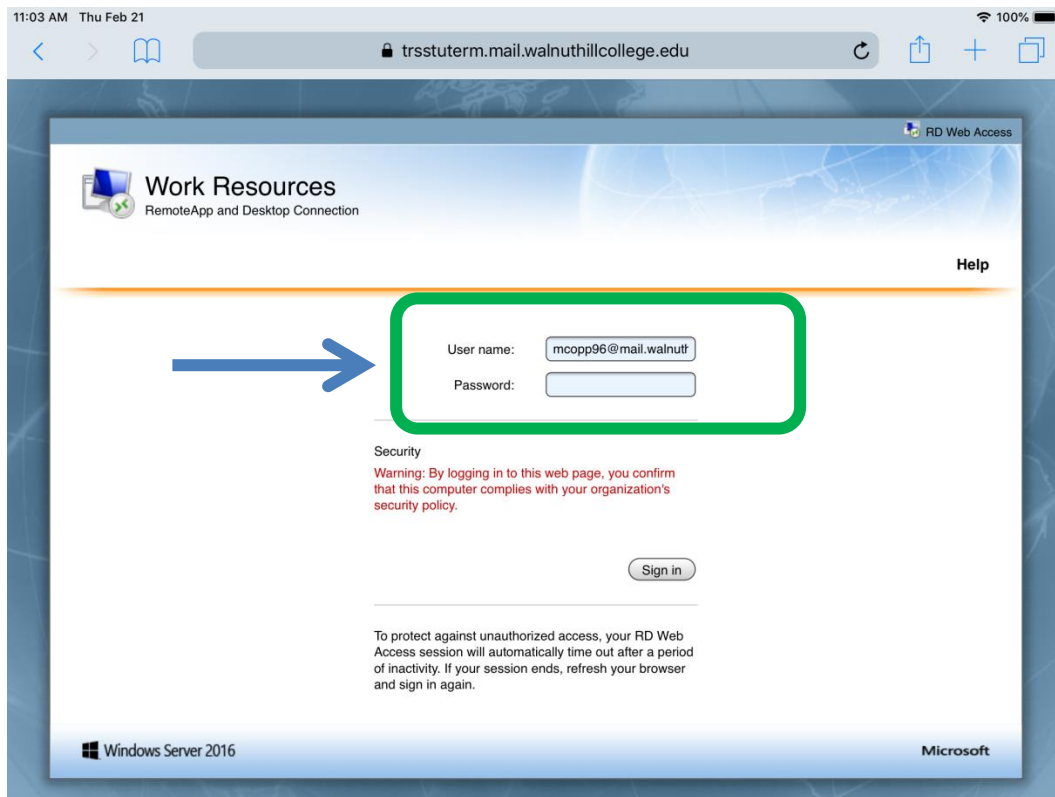 11:03 AM Thu Feb 21 100%
trsstuterm.mail.walnuthillcollege.edu
RD Web Access
Work Resources
RemoteApp and Desktop Connection
Help
User name: mcopp96@mail.walnuth
Password:
Security
Warning: By logging in to this web page, you confirm
that this computer complies with your organization's
security policy.
Sign in
To protect against unauthorized access, your RD Web
Access session will automatically time out after a period
of inactivity. If your session ends, refresh your browser
and sign in again.
Windows Server 2016 Microsoft